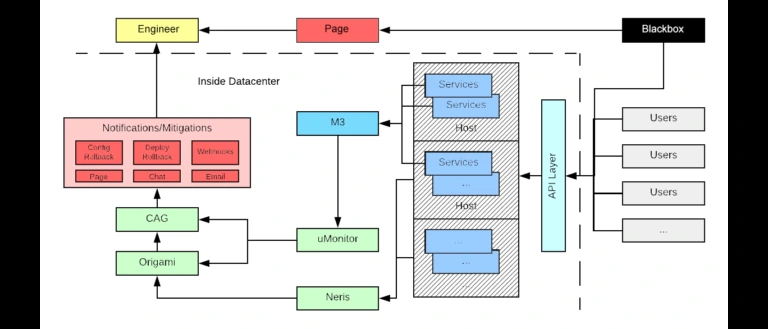 Engineer
Page
Blackbox
Inside Datacenter
Notifications/Mitigations
Config
Rollback
Deploy
Rollback
Webhooks
Page
Chat
Email
M3
Services
Services
Host
Services
...
Host
...
...
...
API Layer
Users
Users
Users
...
CAG
uMonitor
Origami
Neris